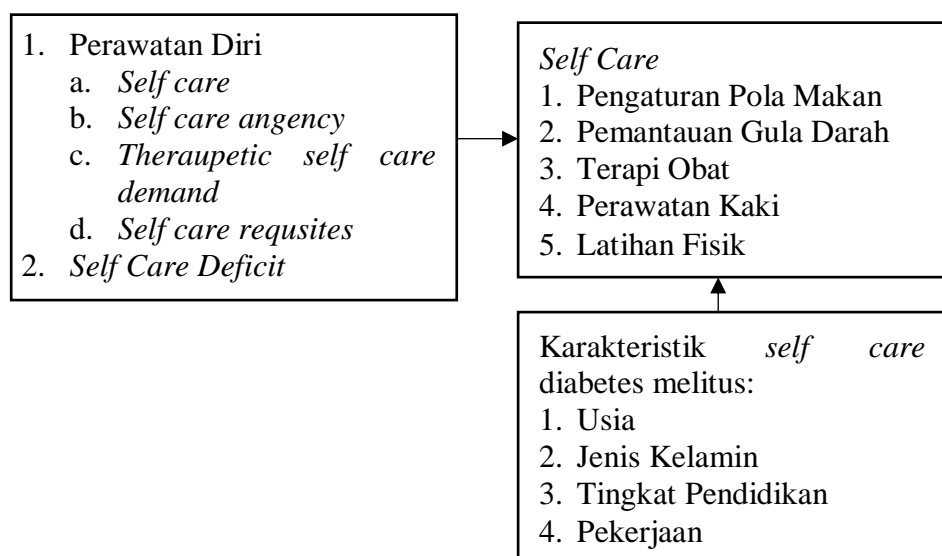 1. Perawatan Diri
a. Self care
b. Self care angency
c. Theraupetic self care
demand
d. Self care requsites
2. Self Care Deficit
Self Care
1. Pengaturan Pola Makan
2. Pemantauan Gula Darah
3. Terapi Obat
4. Perawatan Kaki
5. Latihan Fisik
Karakteristik self care
diabetes melitus:
1. Usia
2. Jenis Kelamin
3. Tingkat Pendidikan
4. Pekerjaan